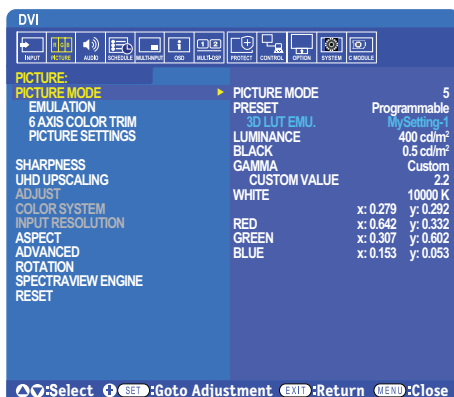 DVI
INPUT PICTURE AUDIO SCHEDULE MULTI-INPUT OSD MULTI-DSP PROTECT CONTROL OPTION SYSTEM C MODULE
PICTURE:
PICTURE MODE
EMULATION
6 AXIS COLOR TRIM
PICTURE SETTINGS
SHARPNESS
UHD UPSCALING
ADJUST
COLOR SYSTEM
INPUT RESOLUTION
ASPECT
ADVANCED
ROTATION
SPECTRAVIEW ENGINE
RESET
PICTURE MODE 5
PRESET Programmable
3D LUT EMU. MySetting-1
LUMINANCE 400 cd/m²
BLACK 0.5 cd/m²
GAMMA Custom
CUSTOM VALUE 2.2
WHITE 10000 K
x: 0.279 y: 0.292
RED x: 0.642 y: 0.332
GREEN x: 0.307 y: 0.602
BLUE x: 0.153 y: 0.053
:Select SET:Goto Adjustment EXIT:Return MENU:Close